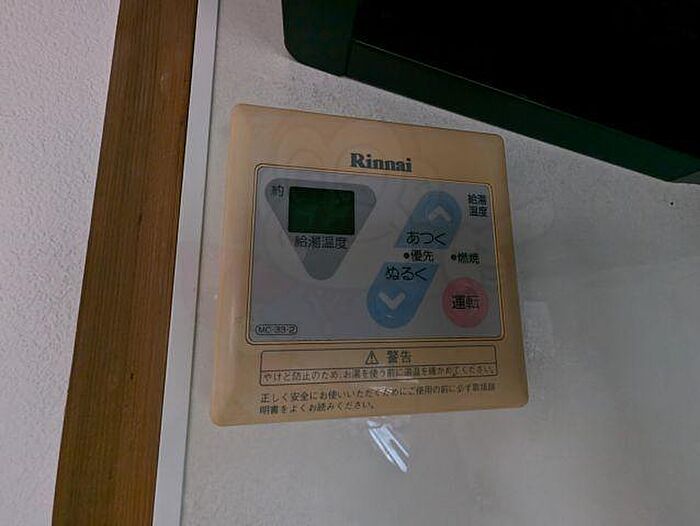 Rinnai
約
給湯温度
給湯
温度
あつく
優先
燃焼
ぬるく
運転
MC-33-2
警告
やけど防止のため、お湯を使う前に湯温を確かめてください。
正しく安全にお使いいただくためにご使用の前に必ず取扱説
明書をよくお読みください。